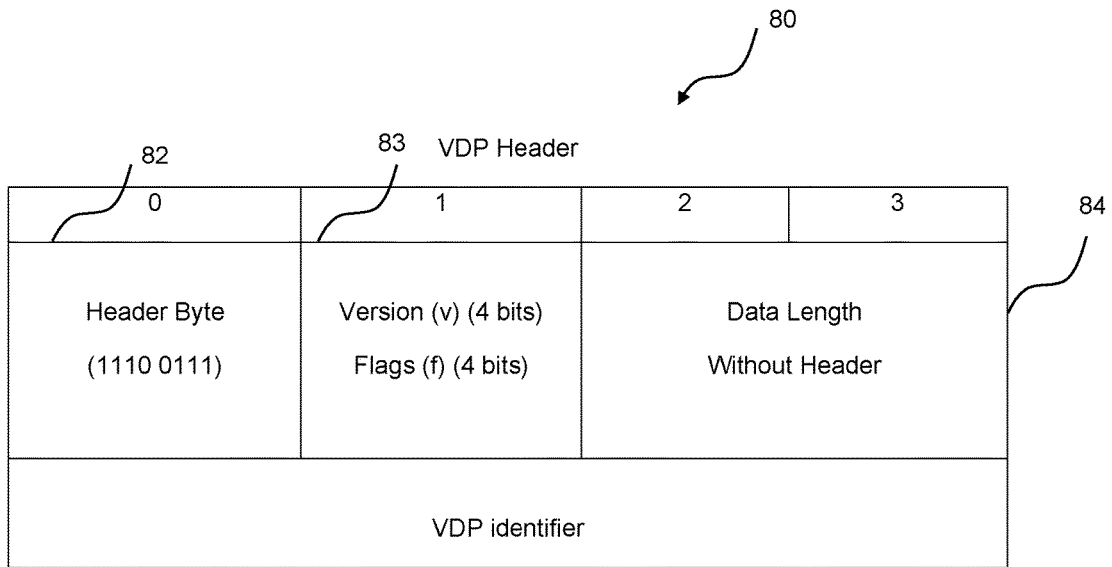 80
VDP Header
82
83
84
0 1 2 3
Header Byte
(1110 0111)
Version (v) (4 bits)
Flags (f) (4 bits)
Data Length
Without Header
VDP identifier